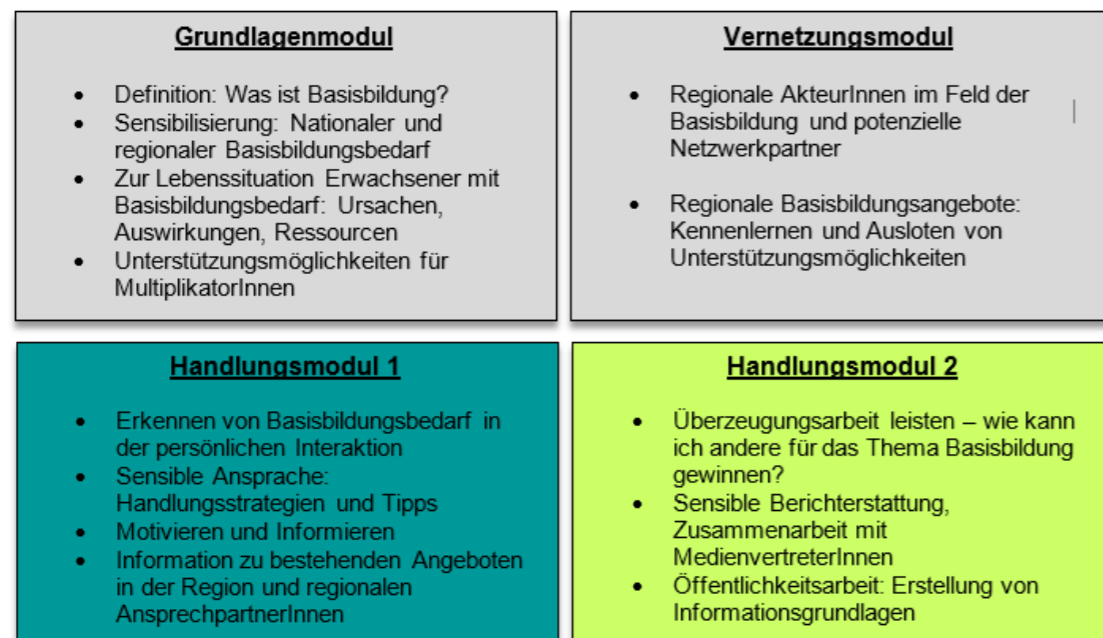 Grundlagenmodul
• Definition: Was ist Basisbildung?
• Sensibilisierung: Nationaler und
regionaler Basisbildungsbedarf
• Zur Lebenssituation Erwachsener mit
Basisbildungsbedarf: Ursachen,
Auswirkungen, Ressourcen
• Unterstützungsmöglichkeiten für
MultiplikatorInnen
Vernetzungsmodul
• Regionale AkteurInnen im Feld der
Basisbildung und potenzielle
Netzwerkpartner
• Regionale Basisbildungsangebote:
Kennenlernen und Ausloten von
Unterstützungsmöglichkeiten
Handlungsmodul 1
• Erkennen von Basisbildungsbedarf in
der persönlichen Interaktion
• Sensible Ansprache:
Handlungsstrategien und Tipps
• Motivieren und Informieren
• Information zu bestehenden Angeboten
in der Region und regionalen
AnsprechpartnerInnen
Handlungsmodul 2
• Überzeugungsarbeit leisten – wie kann
ich andere für das Thema Basisbildung
gewinnen?
• Sensible Berichterstattung,
Zusammenarbeit mit
MedienvertreterInnen
• Öffentlichkeitsarbeit: Erstellung von
Informationsgrundlagen